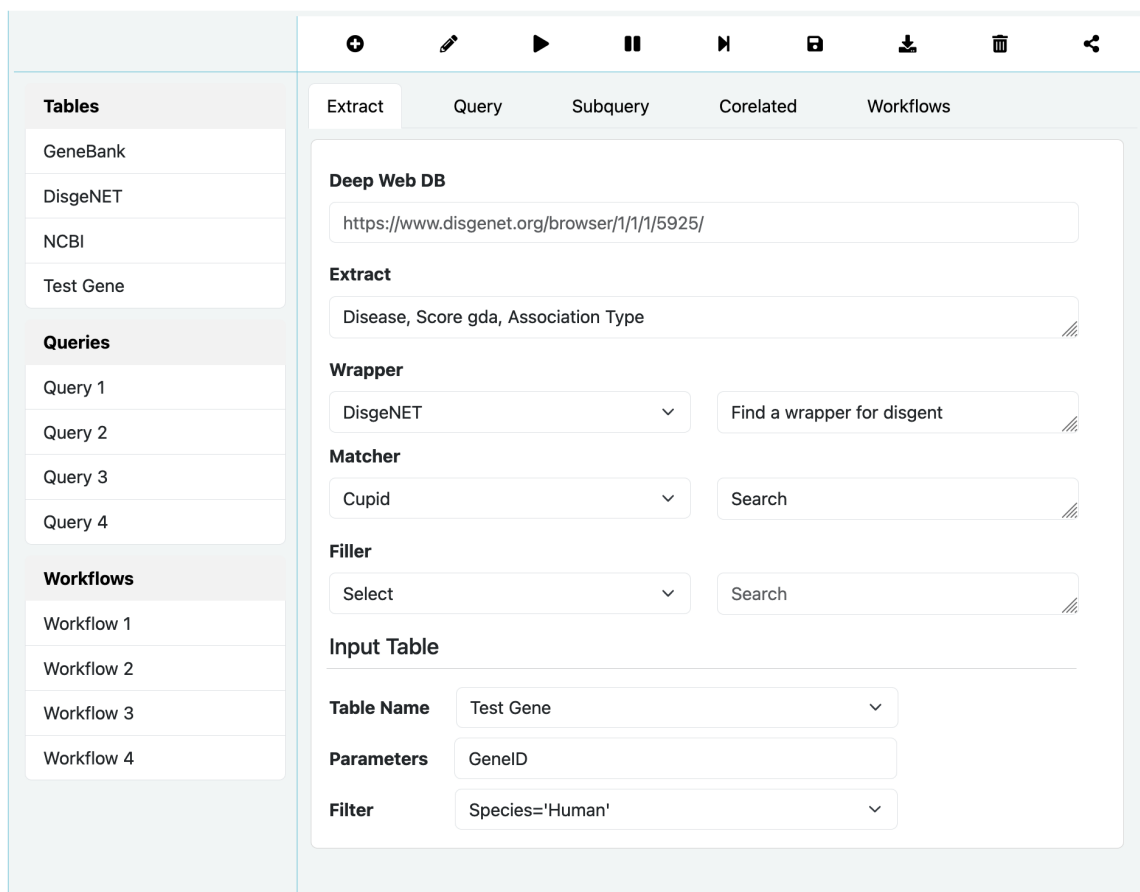 Tables
GeneBank
DisgeNET
NCBI
Test Gene
Queries
Query 1
Query 2
Query 3
Query 4
Workflows
Workflow 1
Workflow 2
Workflow 3
Workflow 4
Extract Query Subquery Corelated Workflows
Deep Web DB
https://www.disgenet.org/browser/1/1/1/5925/
Extract
Disease, Score gda, Association Type
Wrapper
DisgeNET Find a wrapper for disgent
Matcher
Cupid Search
Filler
Select Search
Input Table
Table Name Test Gene
Parameters GeneID
Filter Species='Human'